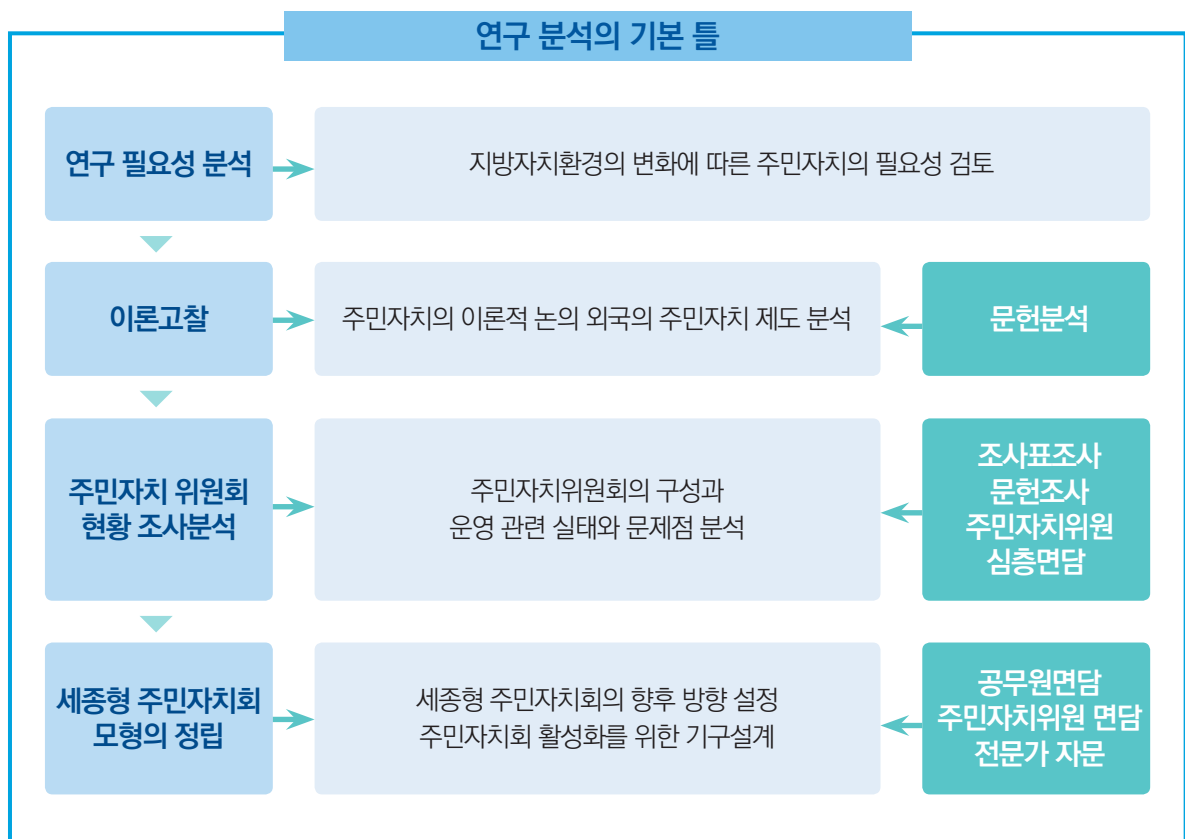 연구 분석의 기본 틀
연구 필요성 분석
지방자치환경의 변화에 따른 주민자치의 필요성 검토
이론고찰
주민자치의 이론적 논의 외국의 주민자치 제도 분석
문헌분석
주민자치 위원회
현황 조사분석
주민자치위원회의 구성과
운영 관련 실태와 문제점 분석
조사표조사
문헌조사
주민자치위원
심층면담
세종형 주민자치회
모형의 정립
세종형 주민자치회의 향후 방향 설정
주민자치회 활성화를 위한 기구설계
공무원면담
주민자치위원 면담
전문가 자문